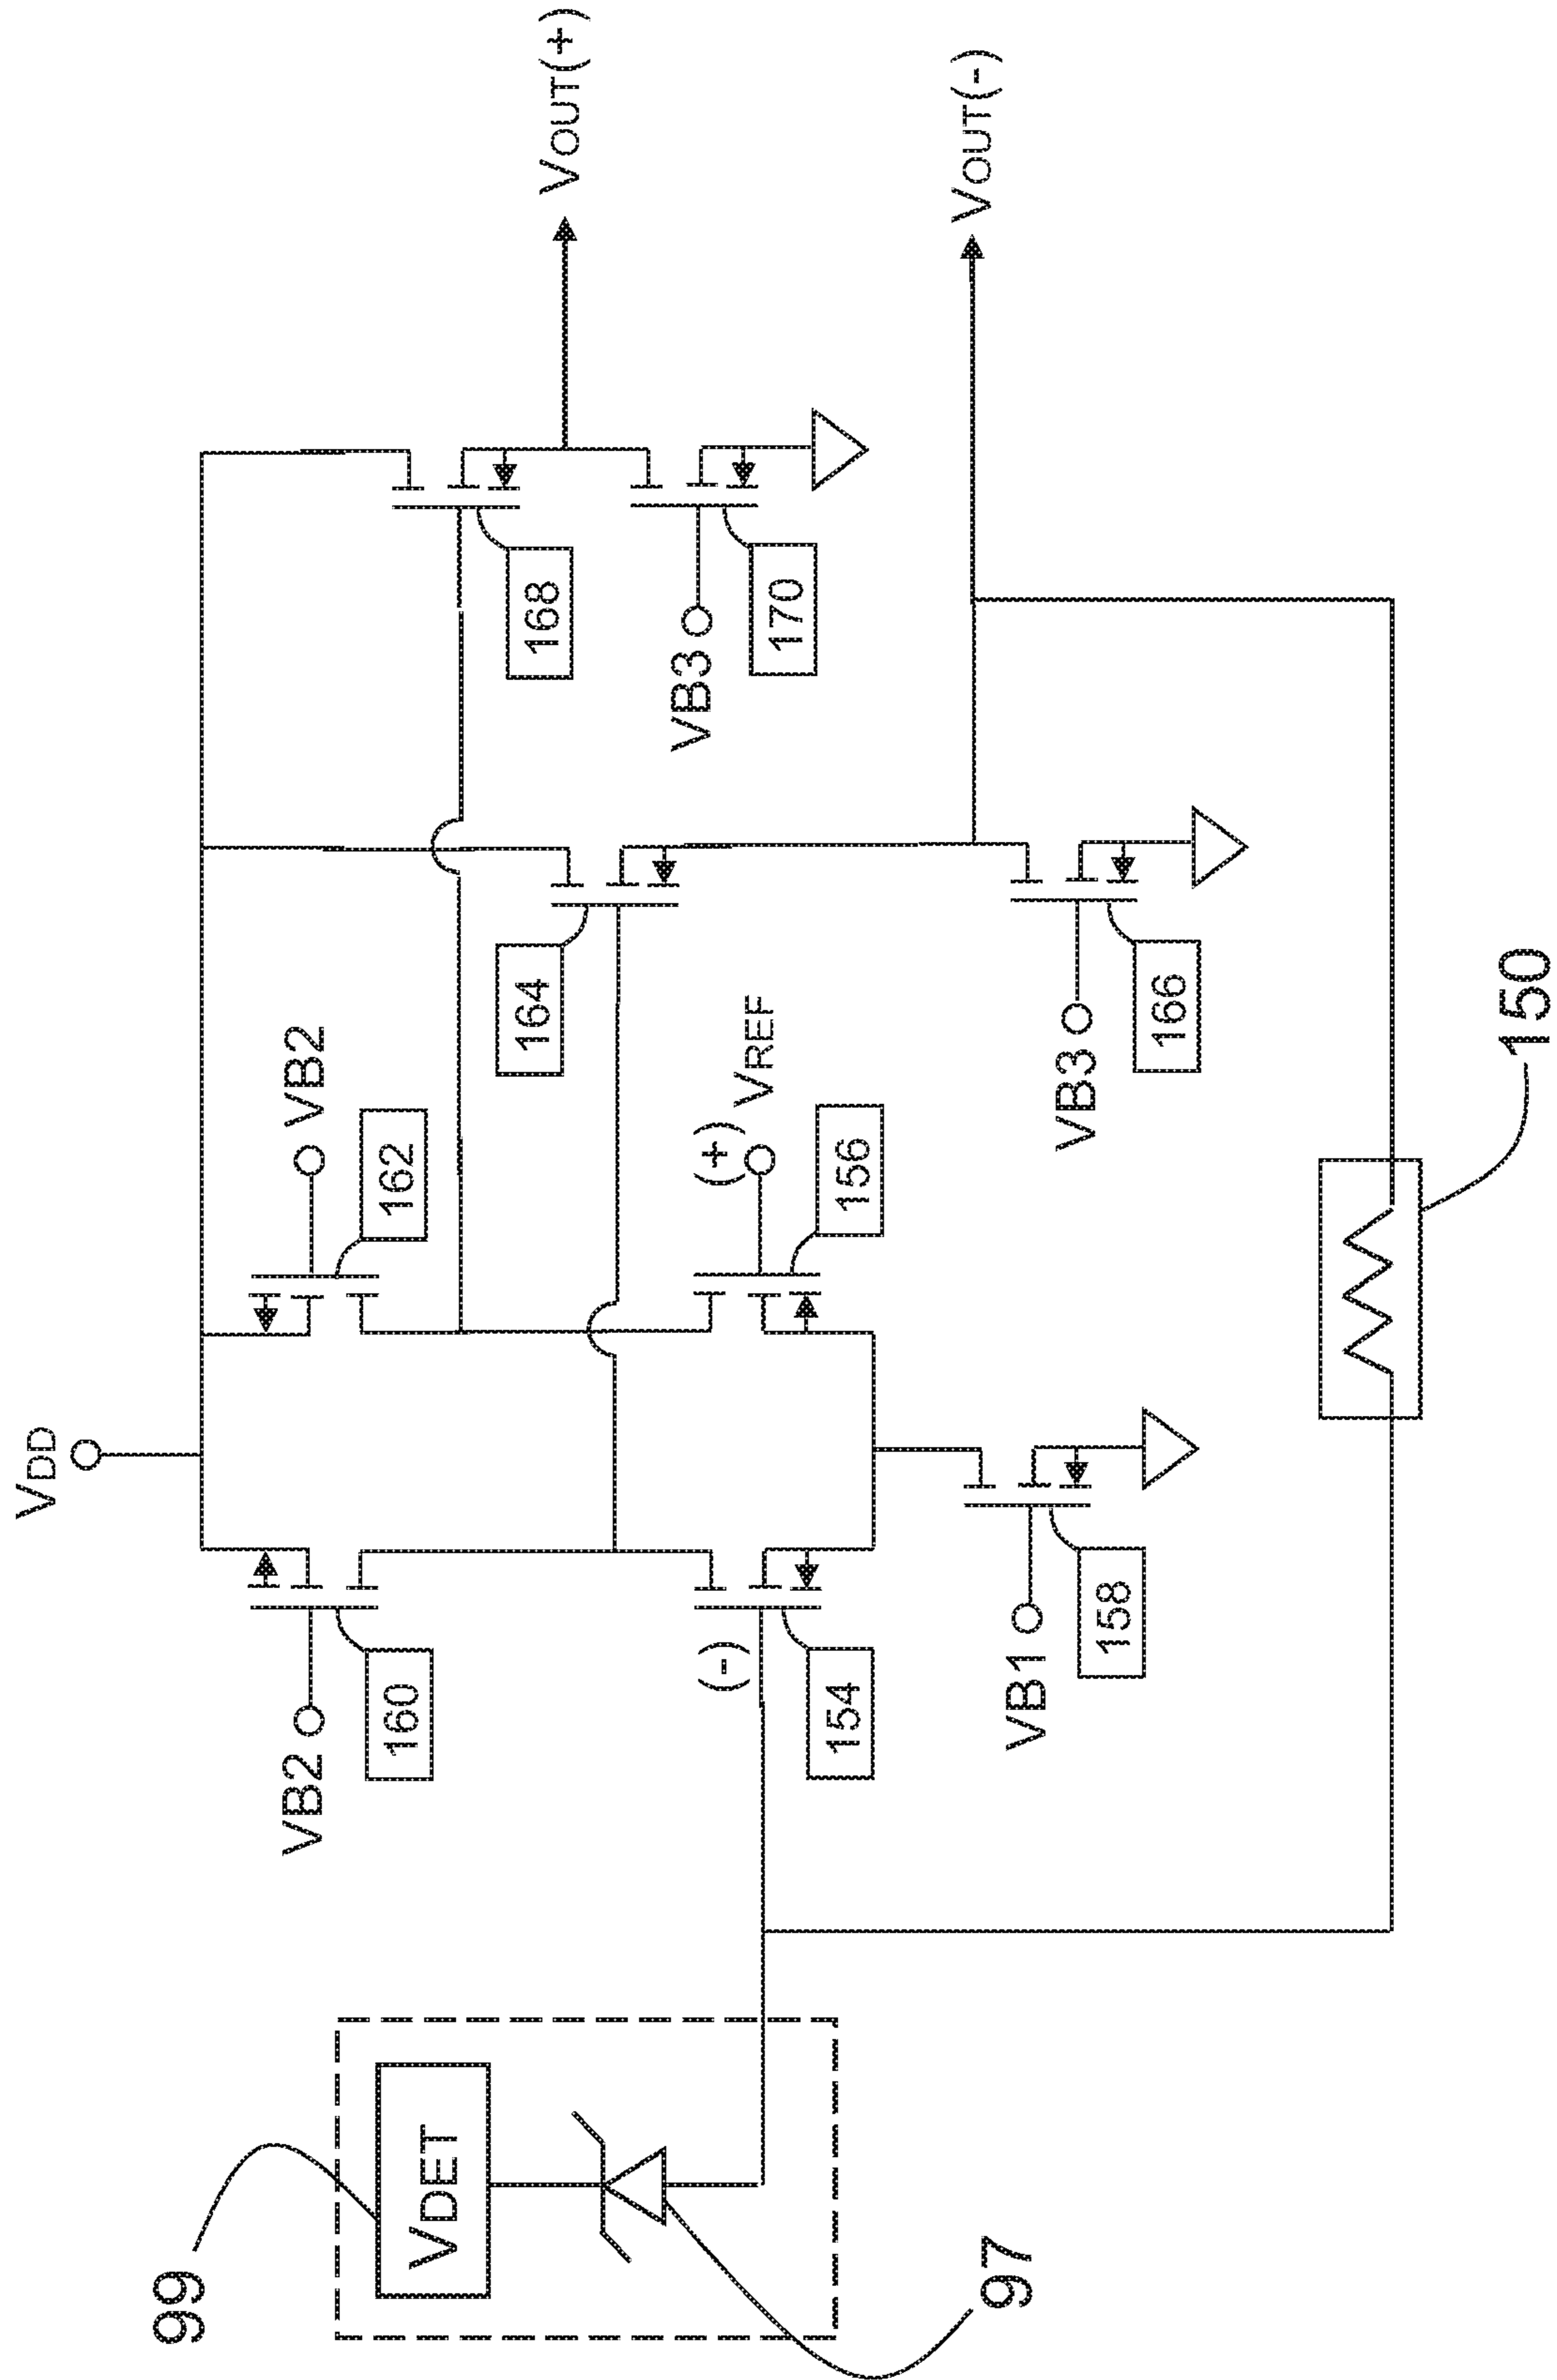 VDD
VB2
160
VB2
162
168
VOUT(+)
99
VDET
(-)
154
(+)
VREF
156
164
VB3
170
VOUT(-)
97
VB1
158
VB3
166
150